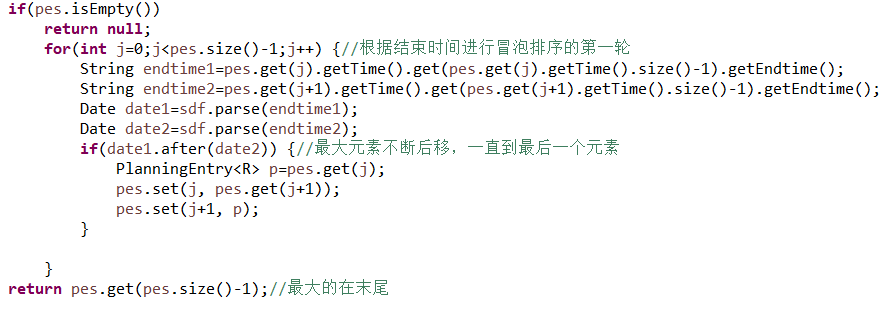 if(pes.isEmpty())
    return null;
    for(int j=0;j<pes.size()-1;j++) {//根据结束时间进行冒泡排序的第一轮
        String endtime1=pes.get(j).getTime().get(pes.get(j).getTime().size()-1).getEndtime();
        String endtime2=pes.get(j+1).getTime().get(pes.get(j+1).getTime().size()-1).getEndtime();
        Date date1=sdf.parse(endtime1);
        Date date2=sdf.parse(endtime2);
        if(date1.after(date2)) {//最大元素不断后移，一直到最后一个元素
            PlanningEntry<R> p=pes.get(j);
            pes.set(j, pes.get(j+1));
            pes.set(j+1, p);
        }
    }
return pes.get(pes.size()-1);//最大的在末尾